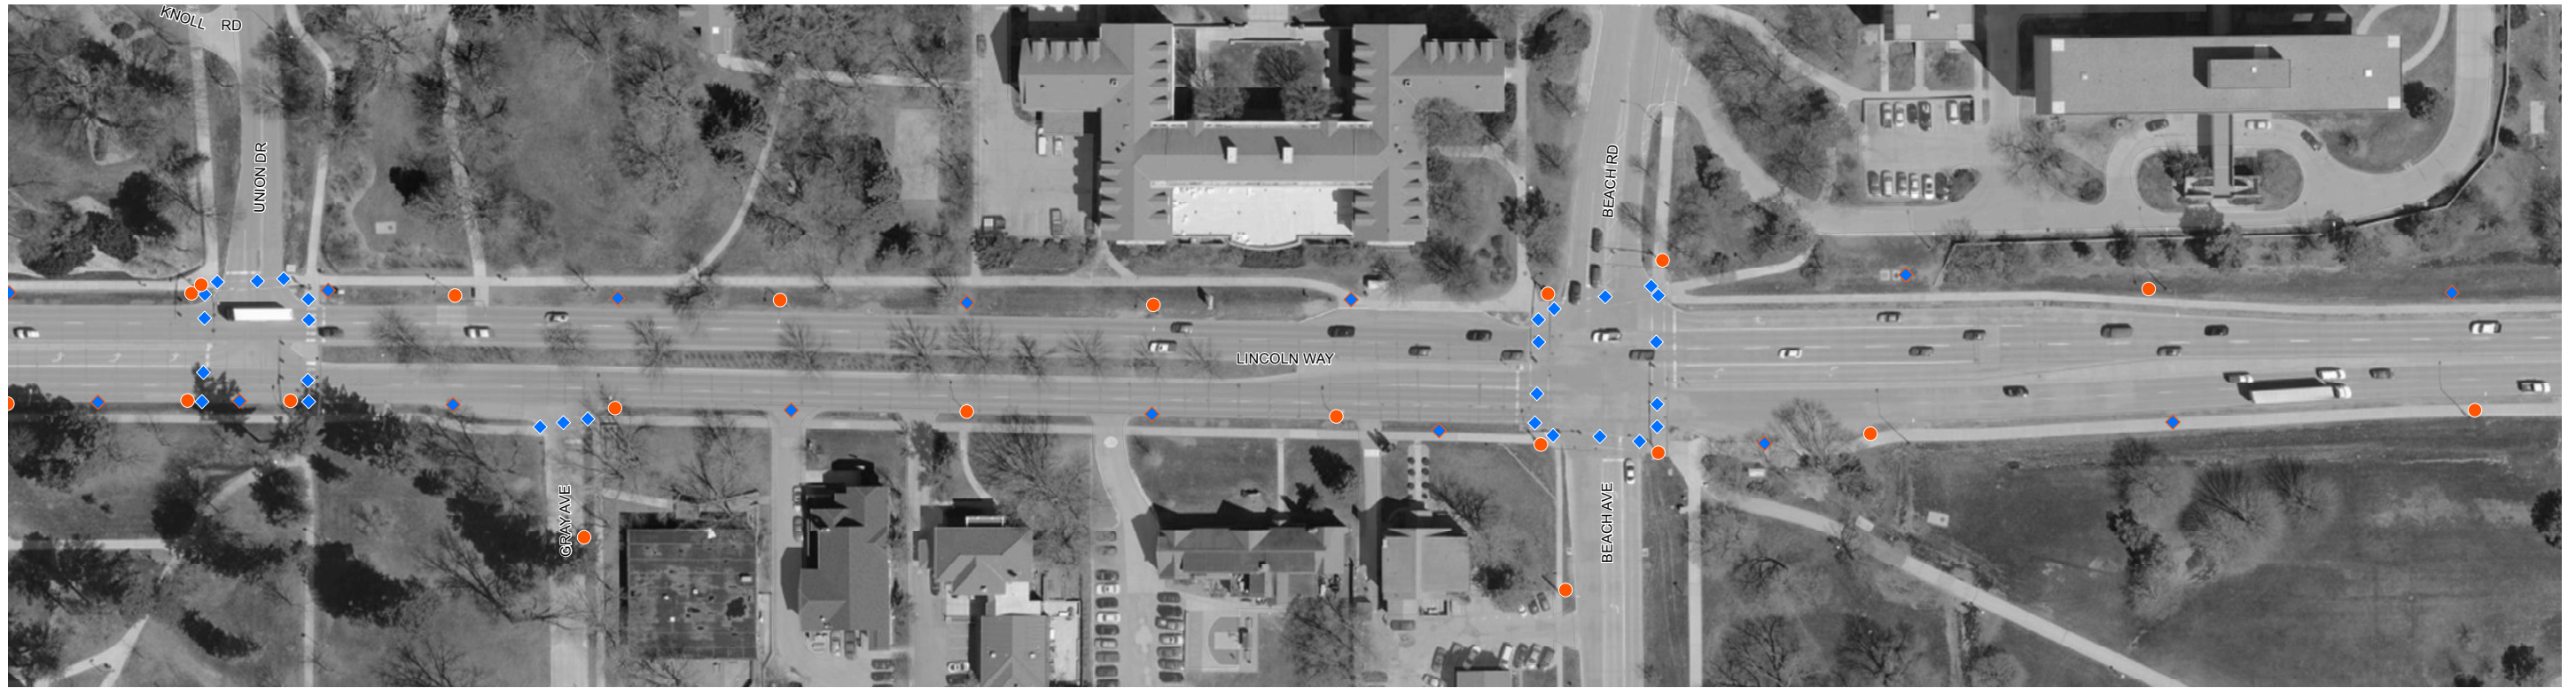 KNOLL RD
UNION DR
BEACH RD
LINCOLN WAY
GRAY AVE
BEACH AVE